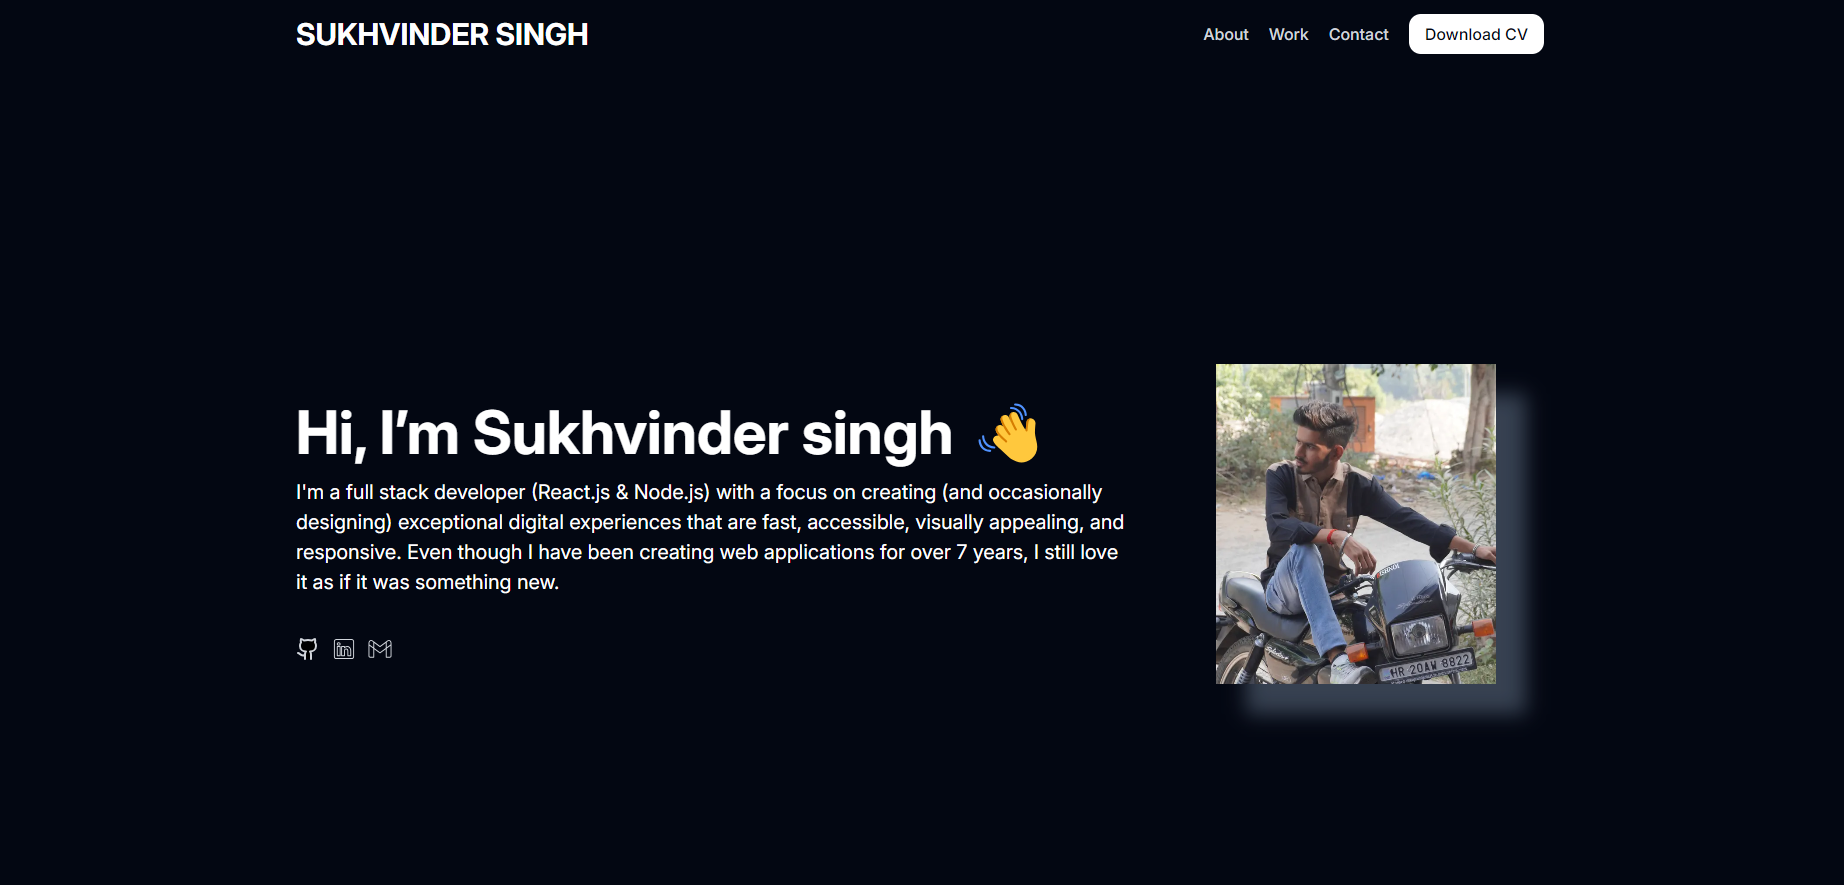 SUKHVINDER SINGH
About Work Contact Download CV
Hi, I’m Sukhvinder singh 👋
I'm a full stack developer (React.js & Node.js) with a focus on creating (and occasionally
designing) exceptional digital experiences that are fast, accessible, visually appealing, and
responsive. Even though I have been creating web applications for over 7 years, I still love
it as if it was something new.
in
HR 20AW 8822